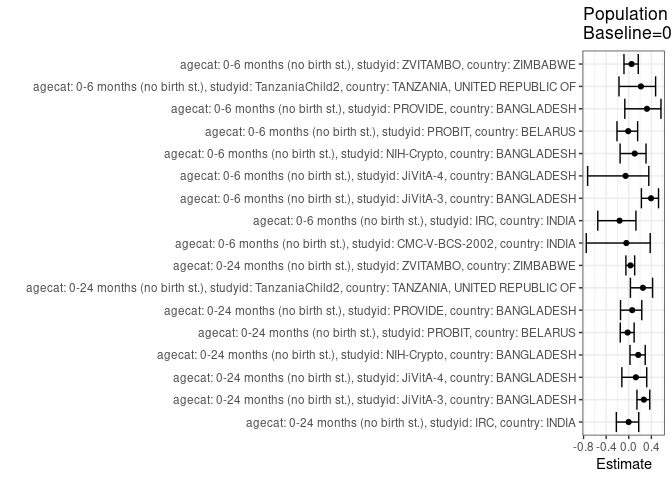 Population
Baseline=0
agecat: 0-6 months (no birth st.), studyid: ZVITAMBO, country: ZIMBABWE
agecat: 0-6 months (no birth st.), studyid: TanzaniaChild2, country: TANZANIA, UNITED REPUBLIC OF
agecat: 0-6 months (no birth st.), studyid: PROVIDE, country: BANGLADESH
agecat: 0-6 months (no birth st.), studyid: PROBIT, country: BELARUS
agecat: 0-6 months (no birth st.), studyid: NIH-Crypto, country: BANGLADESH
agecat: 0-6 months (no birth st.), studyid: JiVitA-4, country: BANGLADESH
agecat: 0-6 months (no birth st.), studyid: JiVitA-3, country: BANGLADESH
agecat: 0-6 months (no birth st.), studyid: IRC, country: INDIA
agecat: 0-6 months (no birth st.), studyid: CMC-V-BCS-2002, country: INDIA
agecat: 0-24 months (no birth st.), studyid: ZVITAMBO, country: ZIMBABWE
agecat: 0-24 months (no birth st.), studyid: TanzaniaChild2, country: TANZANIA, UNITED REPUBLIC OF
agecat: 0-24 months (no birth st.), studyid: PROVIDE, country: BANGLADESH
agecat: 0-24 months (no birth st.), studyid: PROBIT, country: BELARUS
agecat: 0-24 months (no birth st.), studyid: NIH-Crypto, country: BANGLADESH
agecat: 0-24 months (no birth st.), studyid: JiVitA-4, country: BANGLADESH
agecat: 0-24 months (no birth st.), studyid: JiVitA-3, country: BANGLADESH
agecat: 0-24 months (no birth st.), studyid: IRC, country: INDIA
-0.8 -0.4 0.0 0.4
Estimate